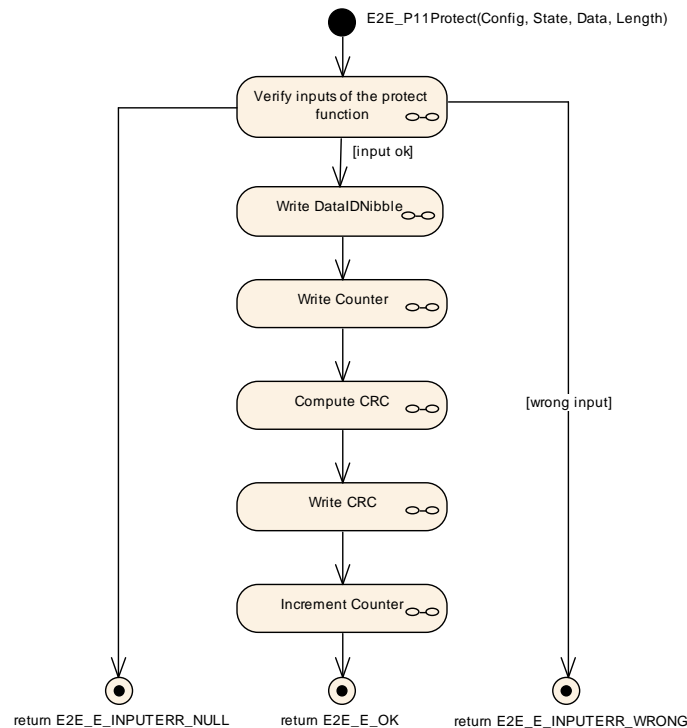 E2E_P11Protect(Config, State, Data, Length)
Verify inputs of the protect
function
[input ok]
Write DataIDNibble
Write Counter
Compute CRC
[wrong input]
Write CRC
Increment Counter
return E2E_E_INPUTERR_NULL
return E2E_E_OK
return E2E_E_INPUTERR_WRONG